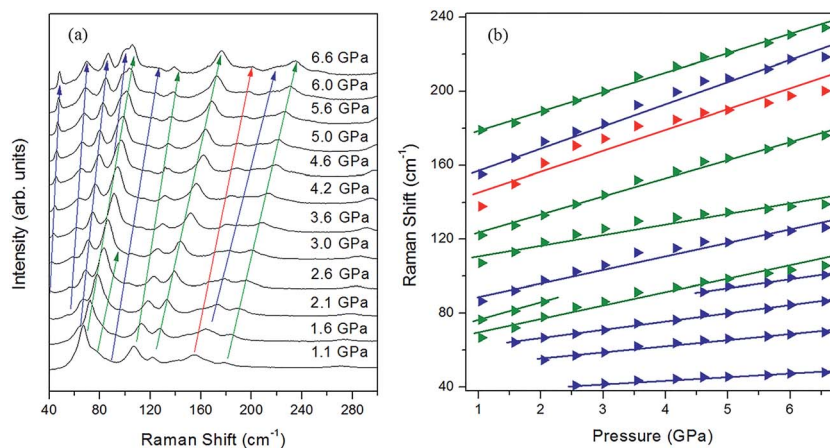 (a)
6.6 GPa
6.0 GPa
5.6 GPa
5.0 GPa
4.6 GPa
4.2 GPa
3.6 GPa
3.0 GPa
2.6 GPa
2.1 GPa
1.6 GPa
1.1 GPa
Intensity (arb. units)
40 80 120 160 200 240 280
Raman Shift (cm-1)
(b)
240
200
160
120
80
40
Raman Shift (cm-1)
1 2 3 4 5 6
Pressure (GPa)